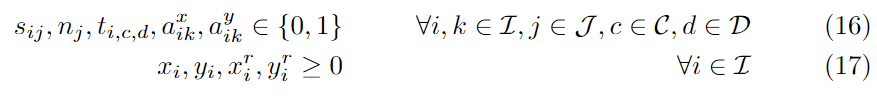 s_{ij}, n_j, t_{i,c,d}, a^x_{ik}, a^y_{ik} ∈ {0, 1} ∀i, k ∈ ℐ, j ∈ 𝒥, c ∈ 𝒞, d ∈ 𝒟 (16)
x_i, y_i, x^r_i, y^r_i ≥ 0 ∀i ∈ ℐ (17)